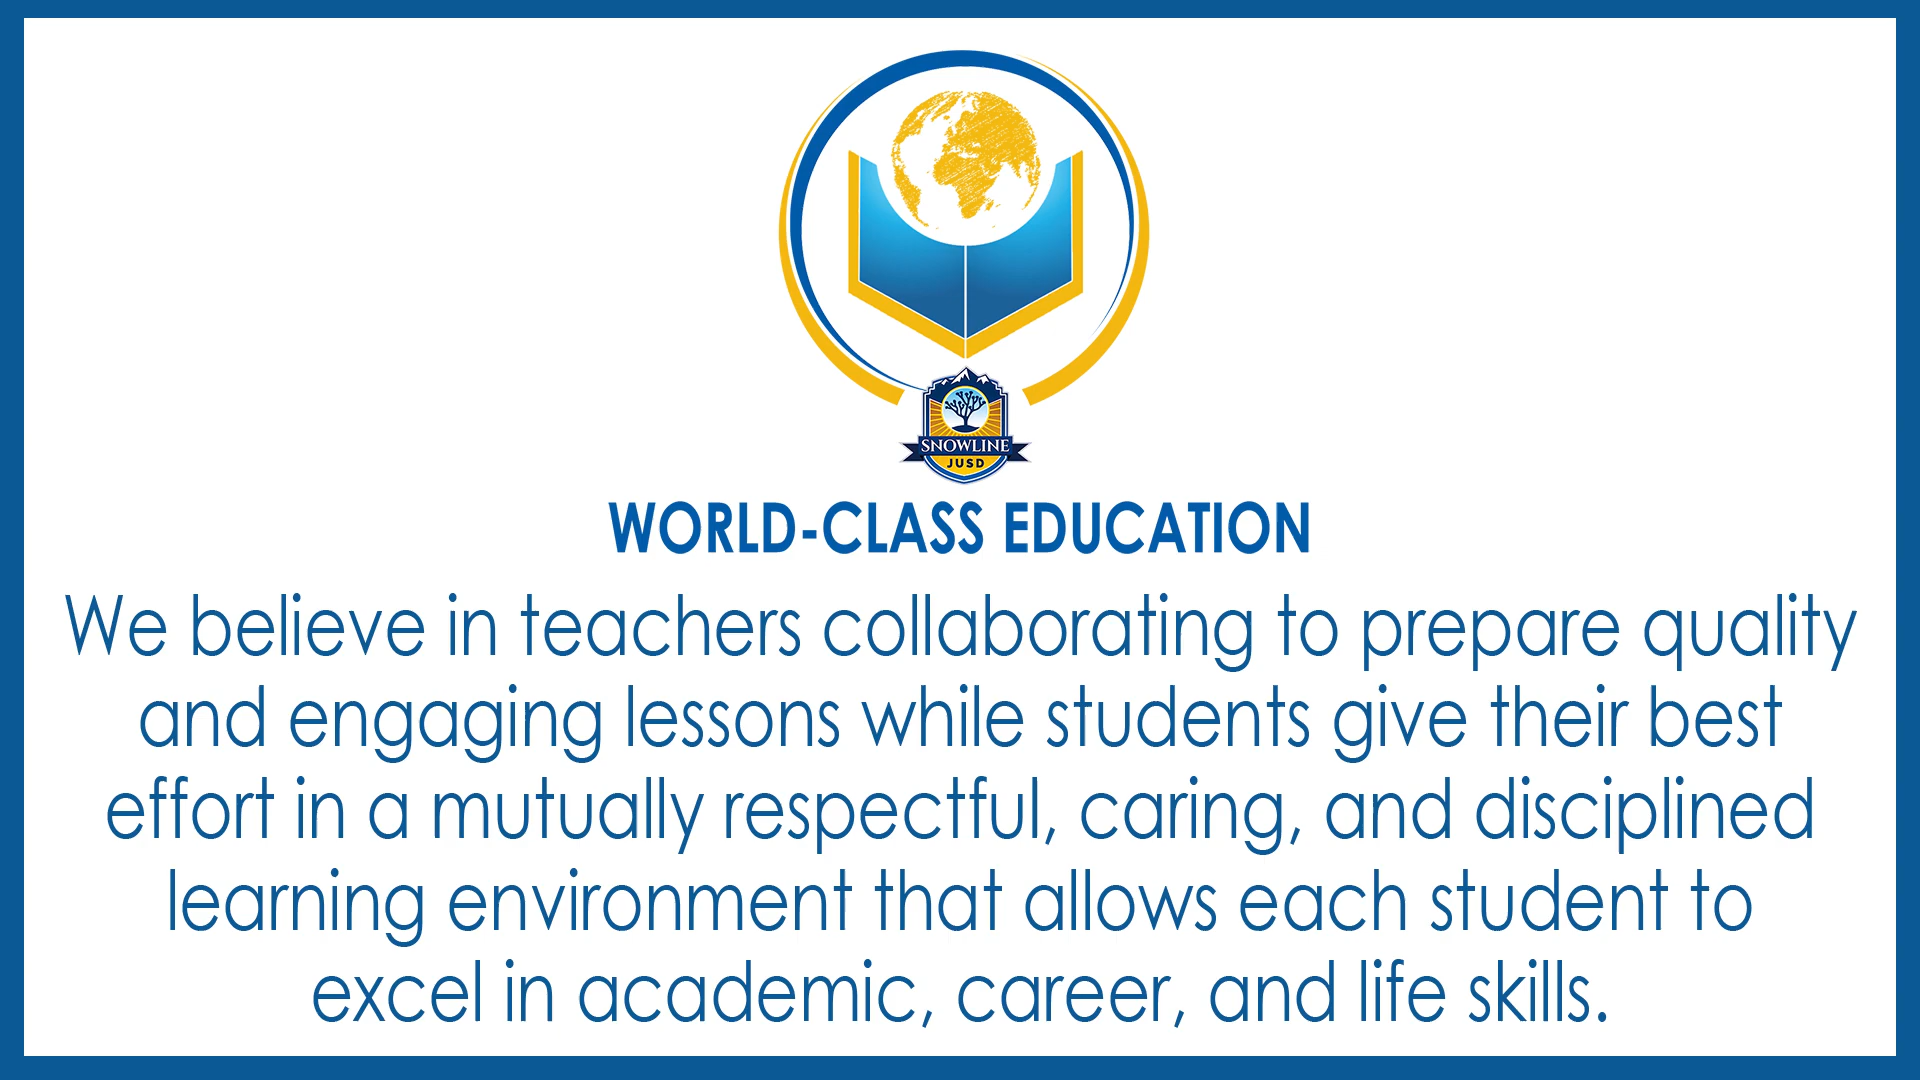 SNOWLINE
JUSD
WORLD-CLASS EDUCATION
We believe in teachers collaborating to prepare quality
and engaging lessons while students give their best
effort in a mutually respectful, caring, and disciplined
learning environment that allows each student to
excel in academic, career, and life skills.